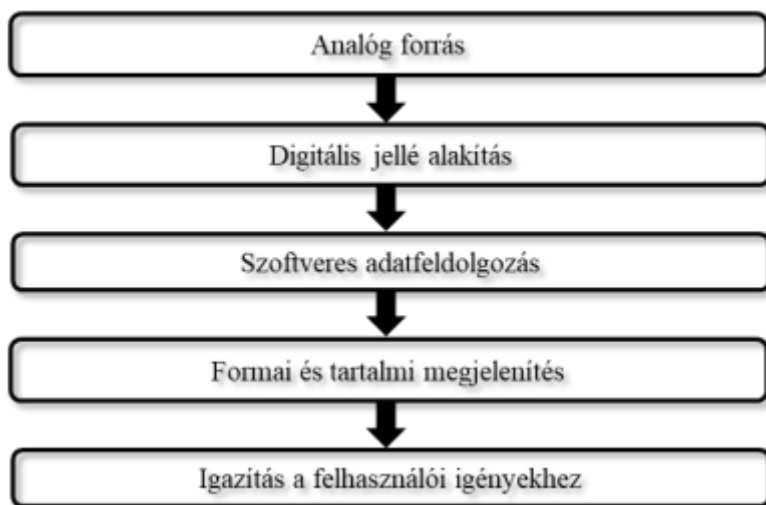 Analóg forrás
Digitális jellé alakítás
Szoftveres adatfeldolgozás
Formai és tartalmi megjelenítés
Igazítás a felhasználói igényekhez